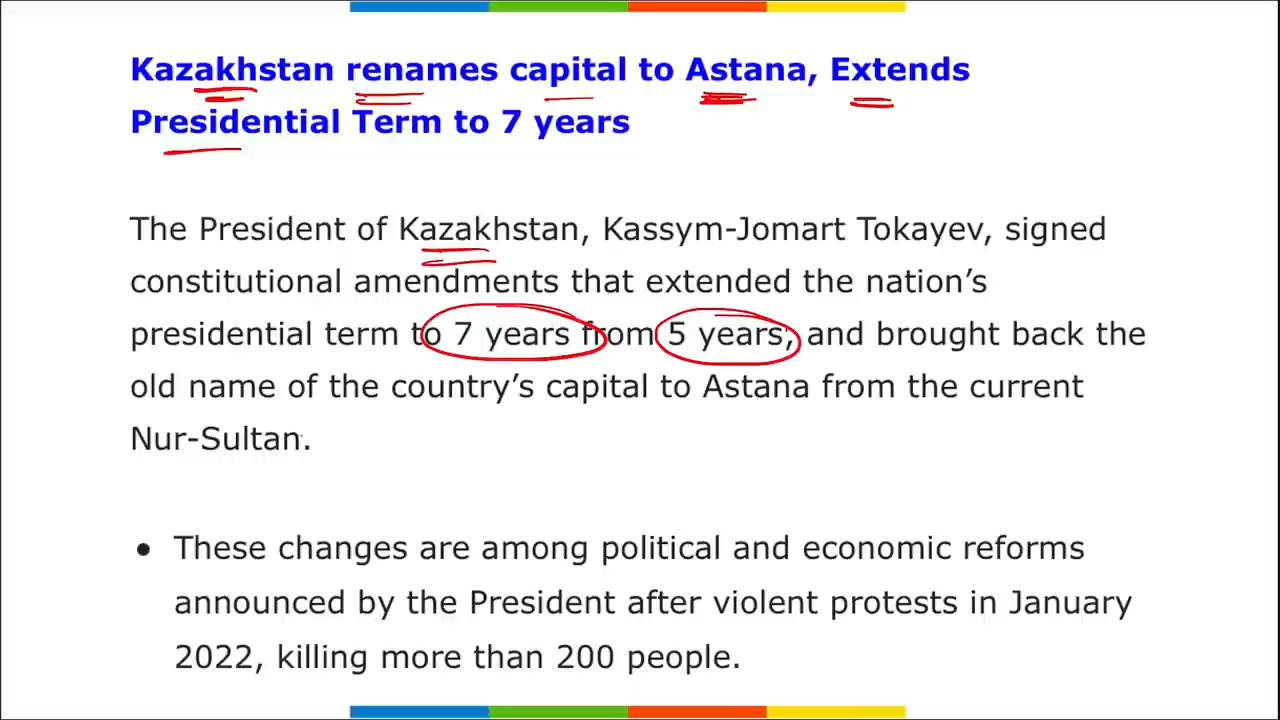 Kazakhstan renames capital to Astana, Extends
Presidential Term to 7 years
The President of Kazakhstan, Kassym-Jomart Tokayev, signed
constitutional amendments that extended the nation’s
presidential term to 7 years from 5 years, and brought back the
old name of the country’s capital to Astana from the current
Nur-Sultan.
• These changes are among political and economic reforms
announced by the President after violent protests in January
2022, killing more than 200 people.